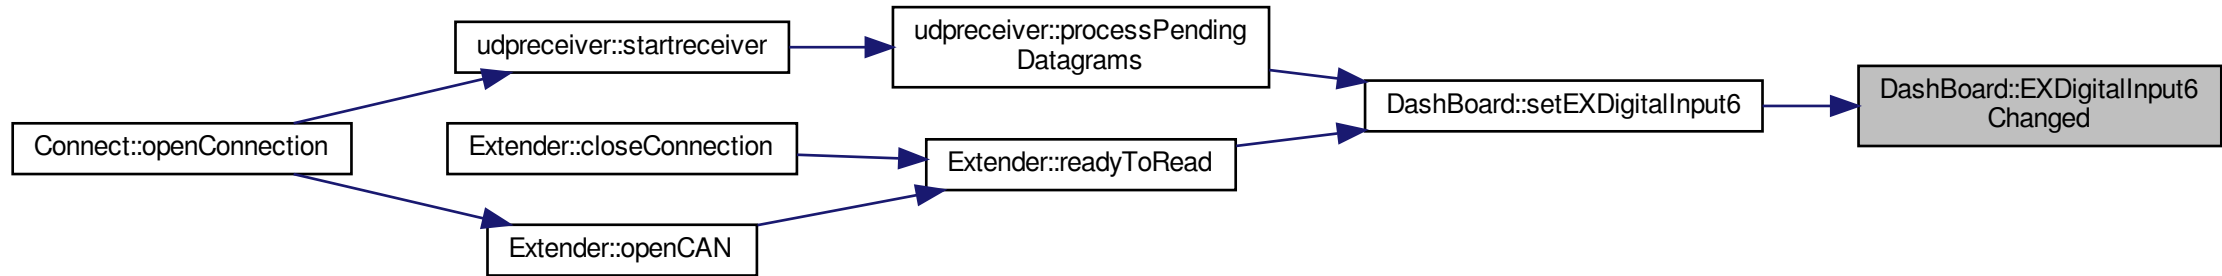 udpreceiver::startreceiver
udpreceiver::processPending
Datagrams
DashBoard::EXDigitalInput6
Changed
DashBoard::setEXDigitalInput6
Connect::openConnection
Extender::closeConnection
Extender::readyToRead
Extender::openCAN